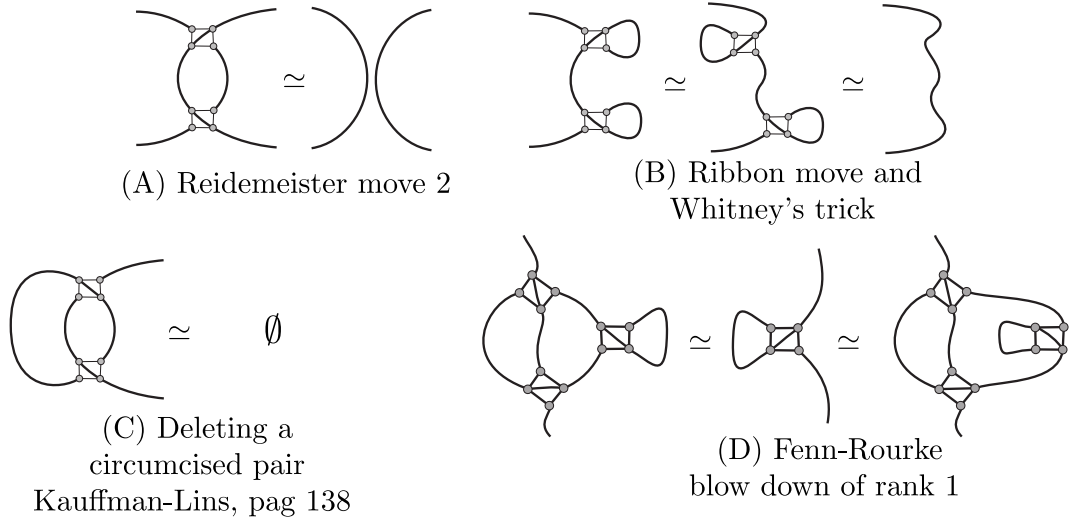 ≃
≃
≃
(A) Reidemeister move 2
(B) Ribbon move and
Whitney's trick
≃
∅
≃
≃
(C) Deleting a
circumcised pair
Kauffman-Lins, pag 138
(D) Fenn-Rourke
blow down of rank 1